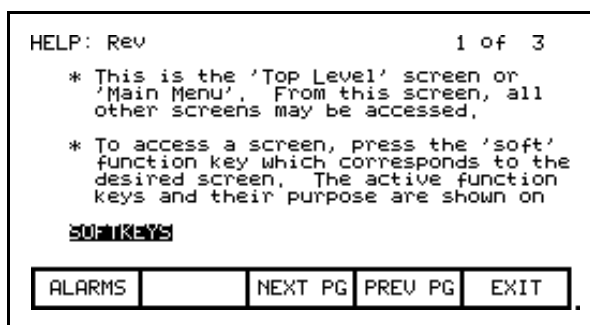 HELP: Rev 1 of 3
* This is the 'Top Level' screen or
'Main Menu'. From this screen, all
other screens may be accessed.
* To access a screen, press the 'soft'
function key which corresponds to the
desired screen. The active function
keys and their purpose are shown on
SOFTKEYS
ALARMS NEXT PG PREV PG EXIT